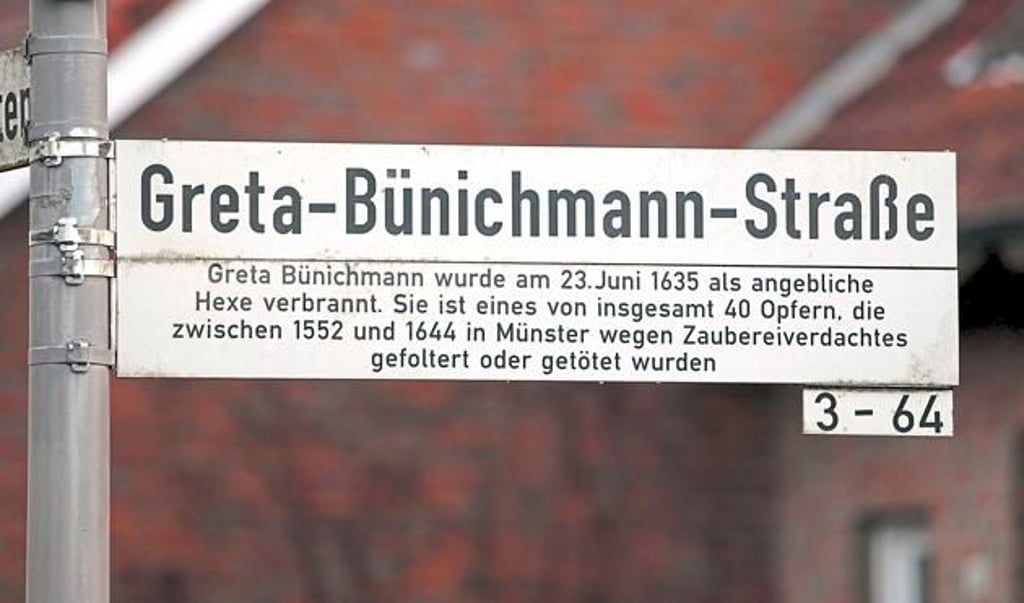 Greta-Bünichmann-Straße
Greta Bünichmann wurde am 23.Juni 1635 als angebliche
Hexe verbrannt. Sie ist eines von insgesamt 40 Opfern, die
zwischen 1552 und 1644 in Münster wegen Zaubereiverdachtes
gefoltert oder getötet wurden
3 - 64